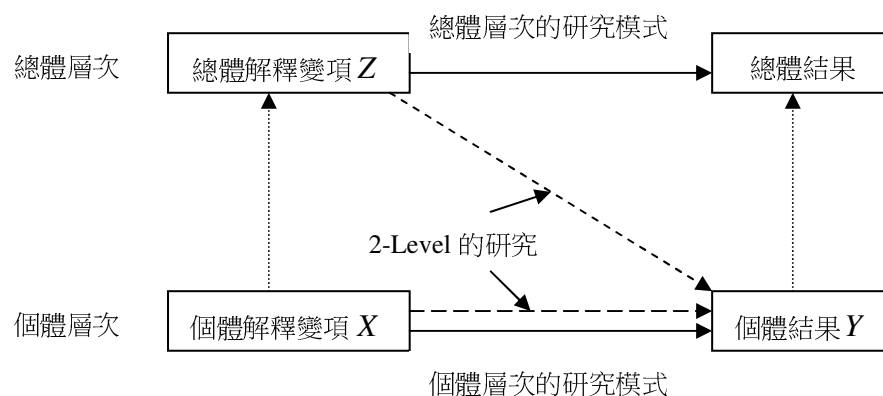 總體層次的研究模式
總體層次
總體解釋變項 Z
總體結果
2-Level 的研究
個體層次
個體解釋變項 X
個體結果 Y
個體層次的研究模式